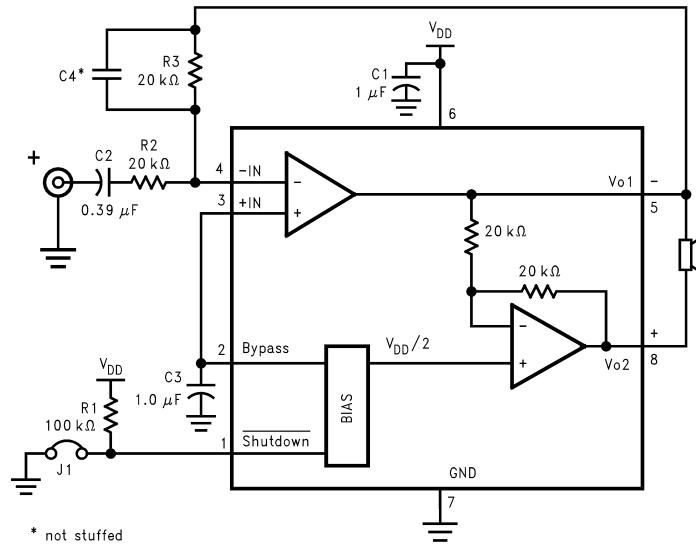 V_DD
R3
20 kΩ
C4*
C1
1 μF
6
+
C2
R2
20 kΩ
0.39 μF
4
-IN
−
3
+IN
+
Vo1
−
5
20 kΩ
20 kΩ
−
+
+
8
Vo2
2
Bypass
V_DD/2
C3
1.0 μF
V_DD
R1
100 kΩ
BIAS
1
Shutdown
J1
GND
7
* not stuffed